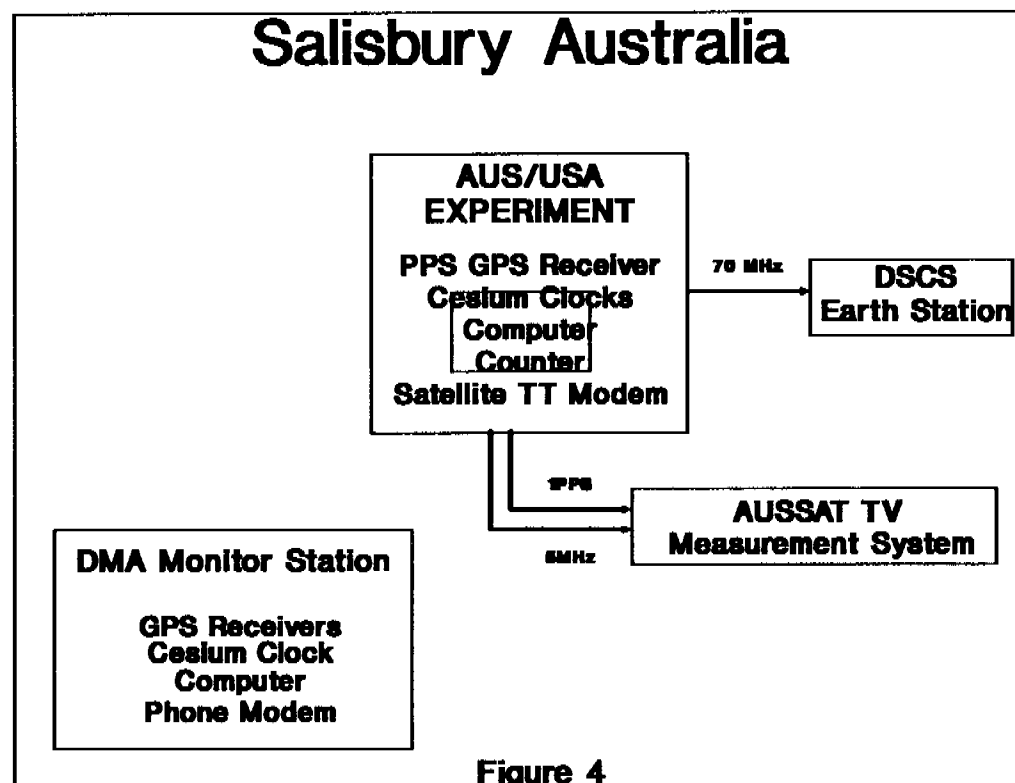 Salisbury Australia
AUS/USA
EXPERIMENT
PPS GPS Receiver
Cesium Clocks
Computer
Counter
Satellite TT Modem
70 MHz
DSCS
Earth Station
1PPS
5MHz
AUSSAT TV
Measurement System
DMA Monitor Station
GPS Receivers
Cesium Clock
Computer
Phone Modem
Figure 4